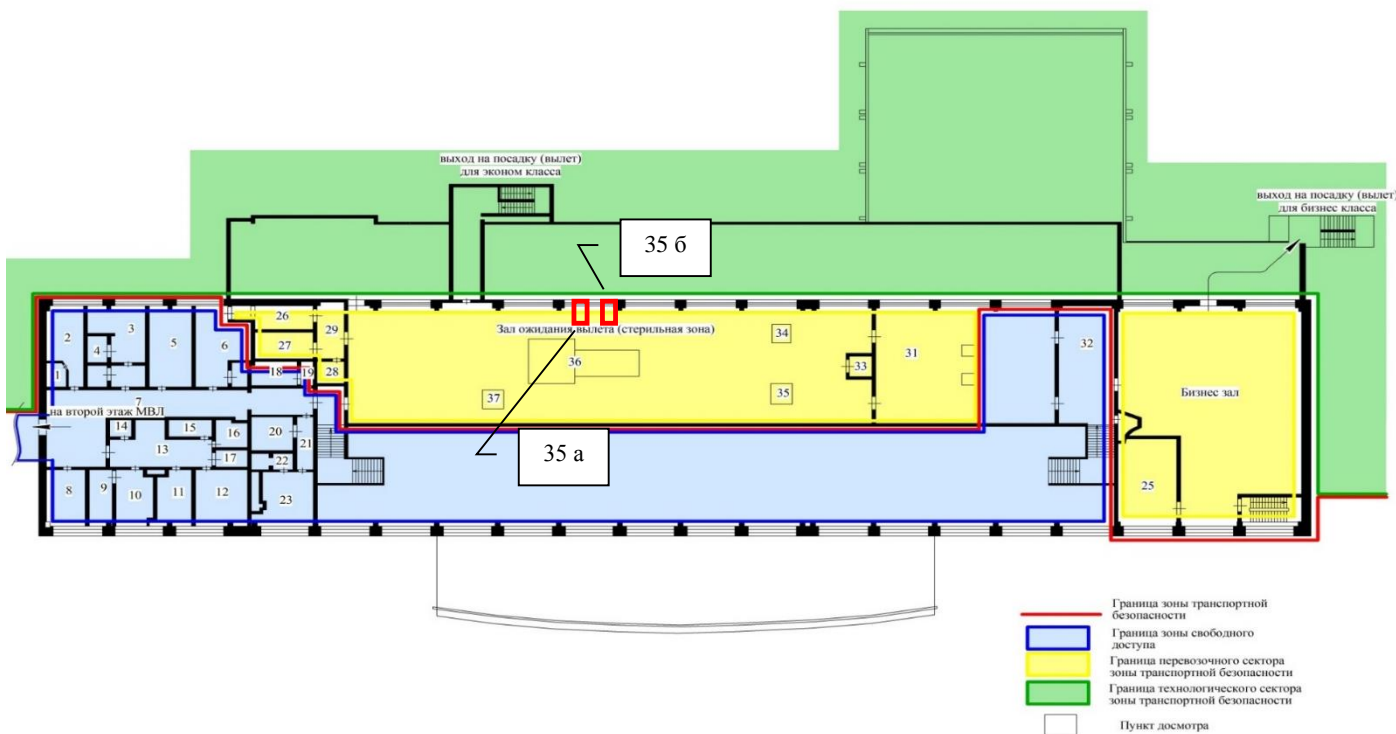 выход на посадку (вылет)
для эконом класса
выход на посадку (вылет)
для бизнес класса
35 б
Зал ожидания вылета (стерильная зона)
26
29
34
2
3
4
5
6
27
36
31
32
33
1
18
19
28
37
35
Бизнес зал
7
на второй этаж МВЛ
14
15
16
20
21
13
17
22
35 а
8
9
10
11
12
23
25
Граница зоны транспортной
безопасности
Граница зоны свободного
доступа
Граница перевозочного сектора
зоны транспортной безопасности
Граница технологического сектора
зоны транспортной безопасности
Пункт досмотра